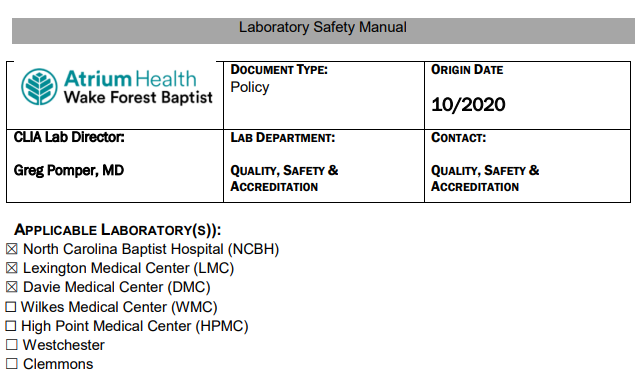 Laboratory Safety Manual
Atrium Health
Wake Forest Baptist
DOCUMENT TYPE:
Policy
ORIGIN DATE
10/2020
CLIA Lab Director:
Greg Pomper, MD
LAB DEPARTMENT:
QUALITY, SAFETY &
ACCREDITATION
CONTACT:
QUALITY, SAFETY &
ACCREDITATION
APPLICABLE LABORATORY(S)):
☒ North Carolina Baptist Hospital (NCBH)
☒ Lexington Medical Center (LMC)
☒ Davie Medical Center (DMC)
☐ Wilkes Medical Center (WMC)
☐ High Point Medical Center (HPMC)
☐ Westchester
☐ Clemmons